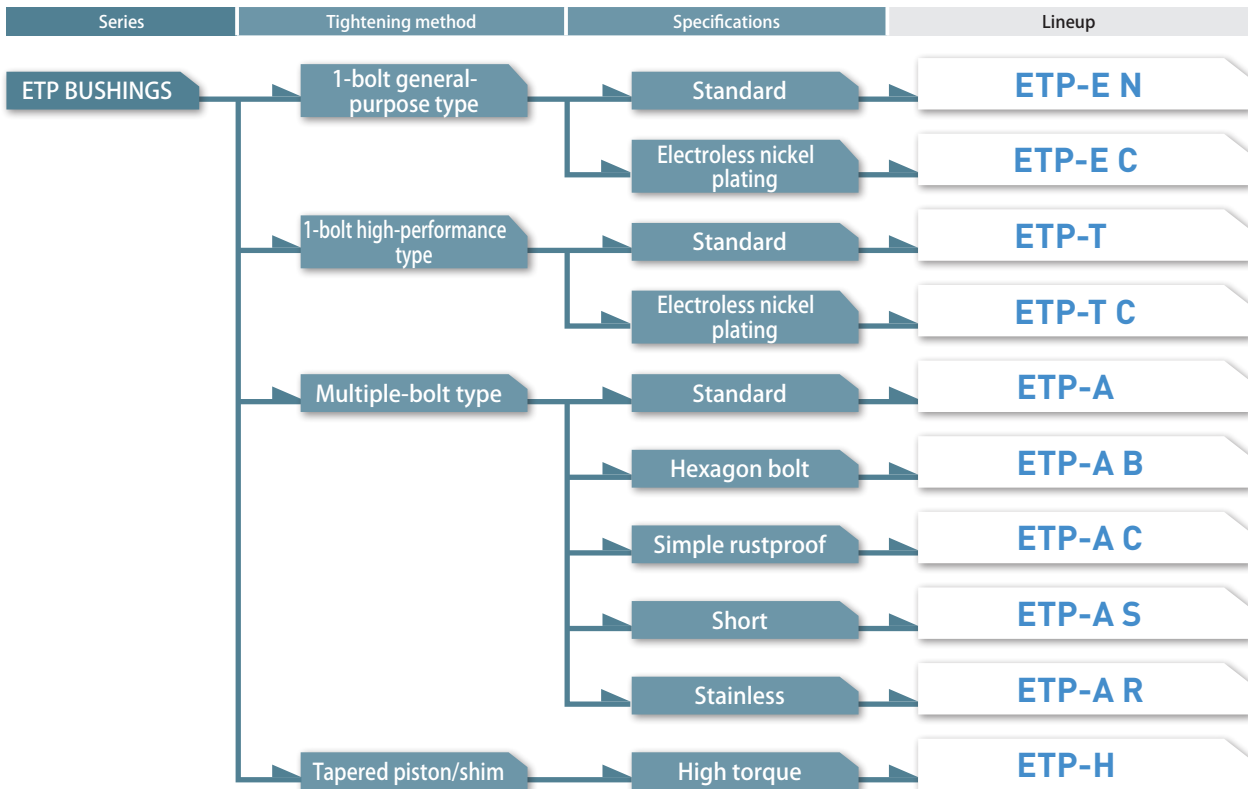 Series
Tightening method
Specifications
Lineup
ETP BUSHINGS
1-bolt general-
purpose type
Standard
ETP-E N
Electroless nickel
plating
ETP-E C
1-bolt high-performance
type
Standard
ETP-T
Electroless nickel
plating
ETP-T C
Multiple-bolt type
Standard
ETP-A
Hexagon bolt
ETP-A B
Simple rustproof
ETP-A C
Short
ETP-A S
Stainless
ETP-A R
Tapered piston/shim
High torque
ETP-H